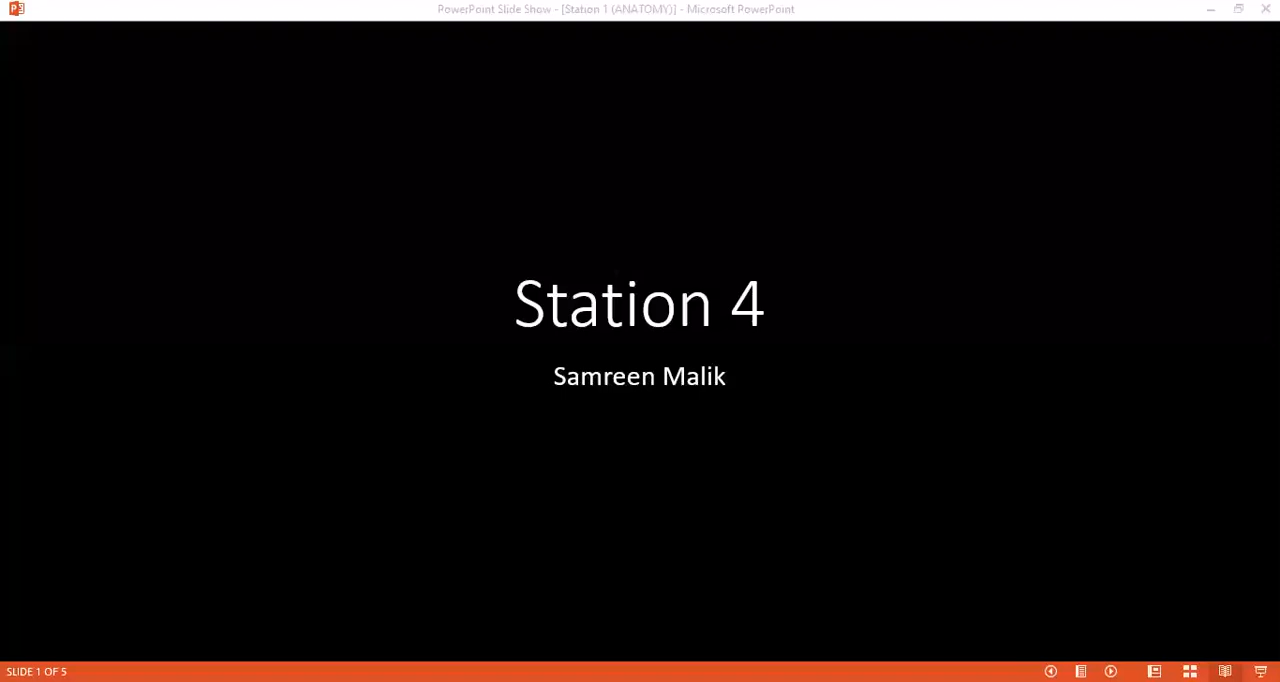 PowerPoint Slide Show - [Station 1 (ANATOMY)] - Microsoft PowerPoint
Station 4
Samreen Malik
SLIDE 1 OF 5